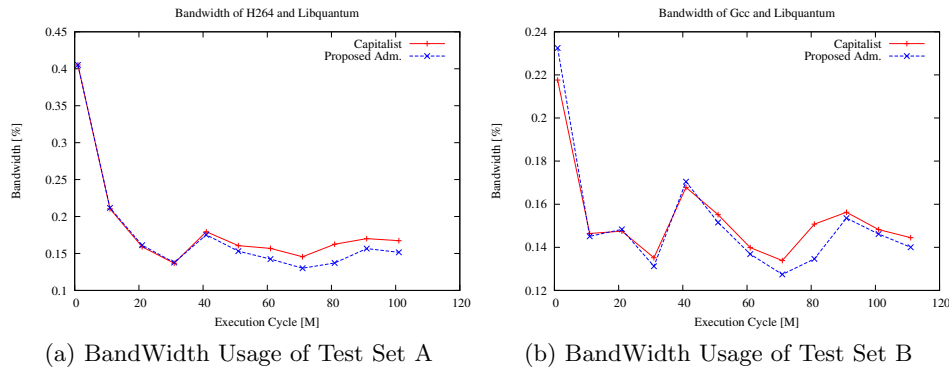 Bandwidth of H264 and Libquantum
0.45
0.4
0.35
0.3
0.25
0.2
0.15
0.1
Bandwidth [%]
Capitalist
Proposed Adm.
0 20 40 60 80 100 120
Execution Cycle [M]
(a) BandWidth Usage of Test Set A
Bandwidth of Gcc and Libquantum
0.24
0.22
0.2
0.18
0.16
0.14
0.12
Bandwidth [%]
Capitalist
Proposed Adm.
0 20 40 60 80 100 120
Execution Cycle [M]
(b) BandWidth Usage of Test Set B